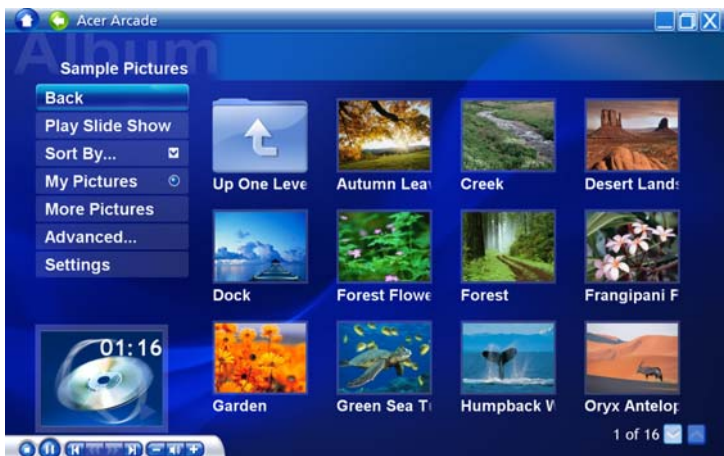 Acer Arcade
Album
Sample Pictures
Back
Play Slide Show
Sort By...
My Pictures
More Pictures
Advanced...
Settings
01:16
Up One Leve
Autumn Lea
Creek
Desert Lands
Dock
Forest Flowe
Forest
Frangipani F
Garden
Green Sea T
Humpback W
Oryx Antelop
1 of 16